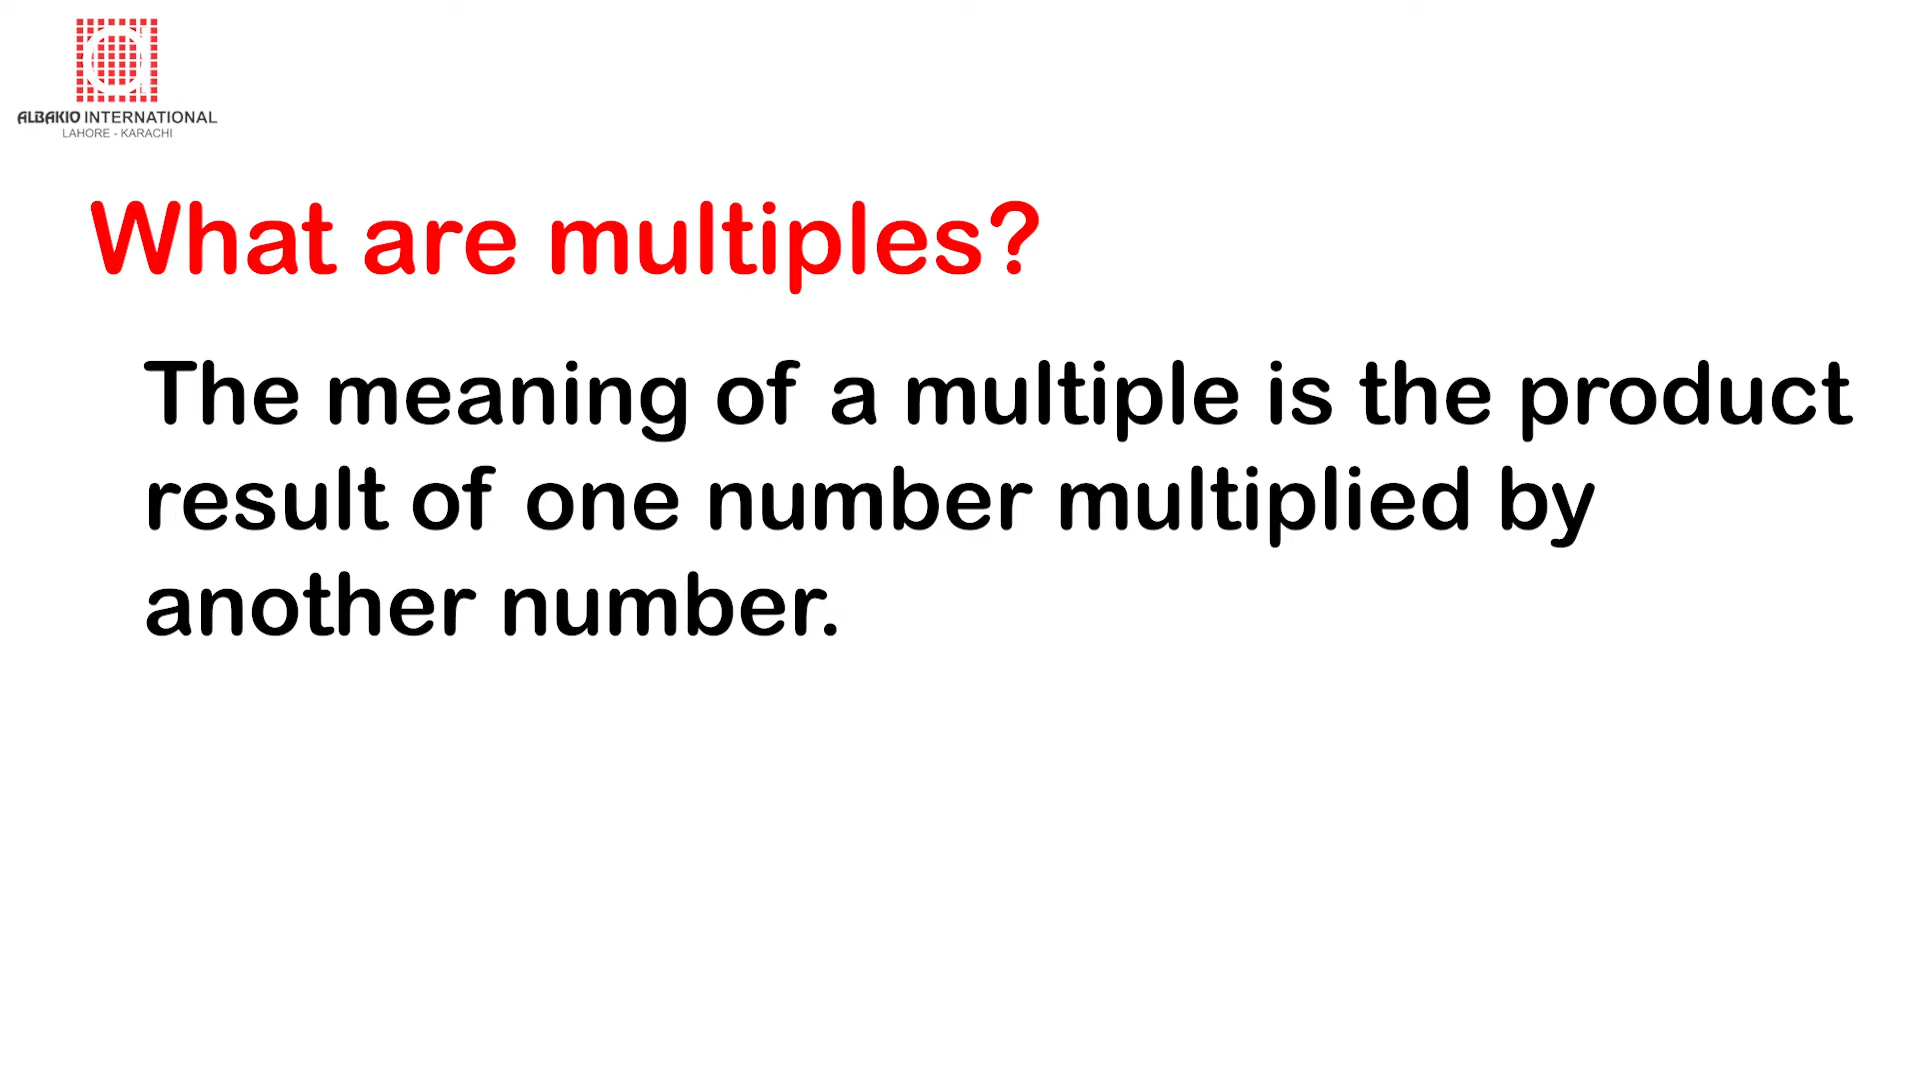 a
ALBAKIO INTERNATIONAL
LAHORE - KARACHI
What are multiples?
The meaning of a multiple is the product
result of one number multiplied by
another number.